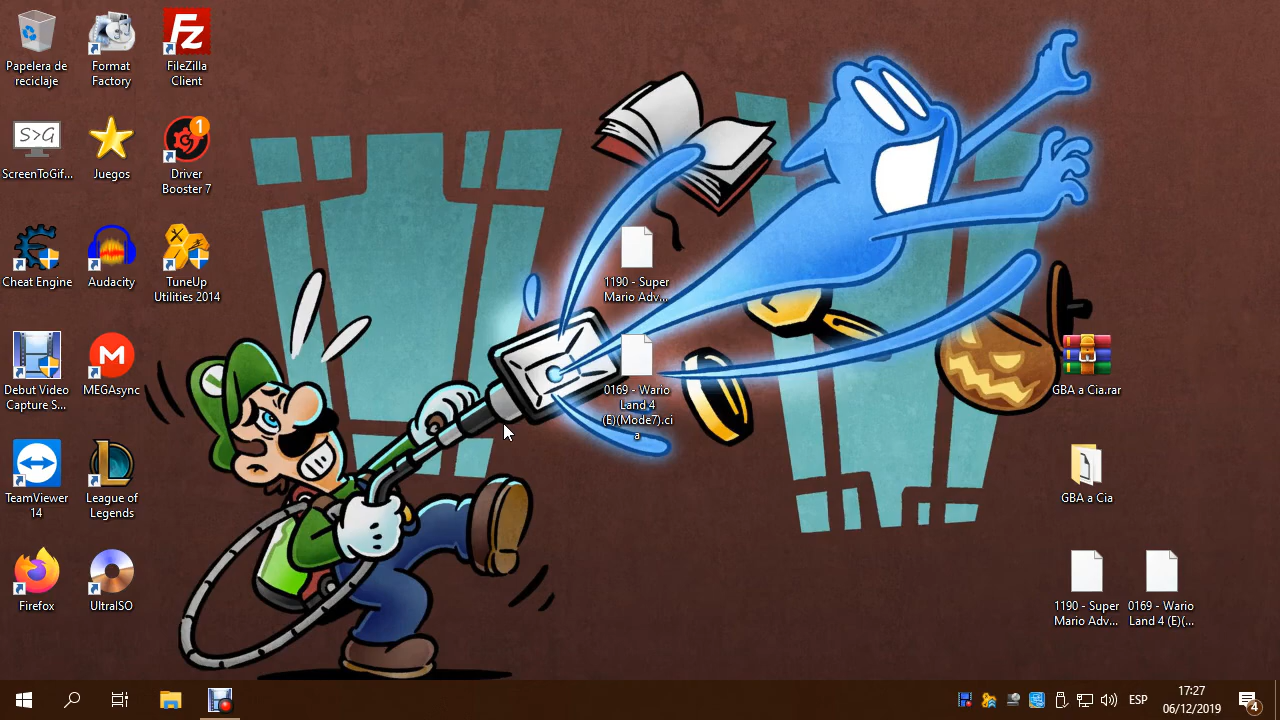 Papelera de
reciclaje
Format
Factory
FileZilla
Client
S>G
ScreenToGif...
Juegos
1
Driver
Booster 7
Cheat Engine
Audacity
TuneUp
Utilities 2014
Debut Video
Capture S...
MEGAsync
TeamViewer
14
League of
Legends
Firefox
UltraISO
1190 - Super
Mario Adv...
0169 - Wario
Land 4
(E)(Mode7).ci
a
GBA a Cia.rar
GBA a Cia
1190 - Super
Mario Adv...
0169 - Wario
Land 4 (E)(...
ESP
17:27
06/12/2019
4